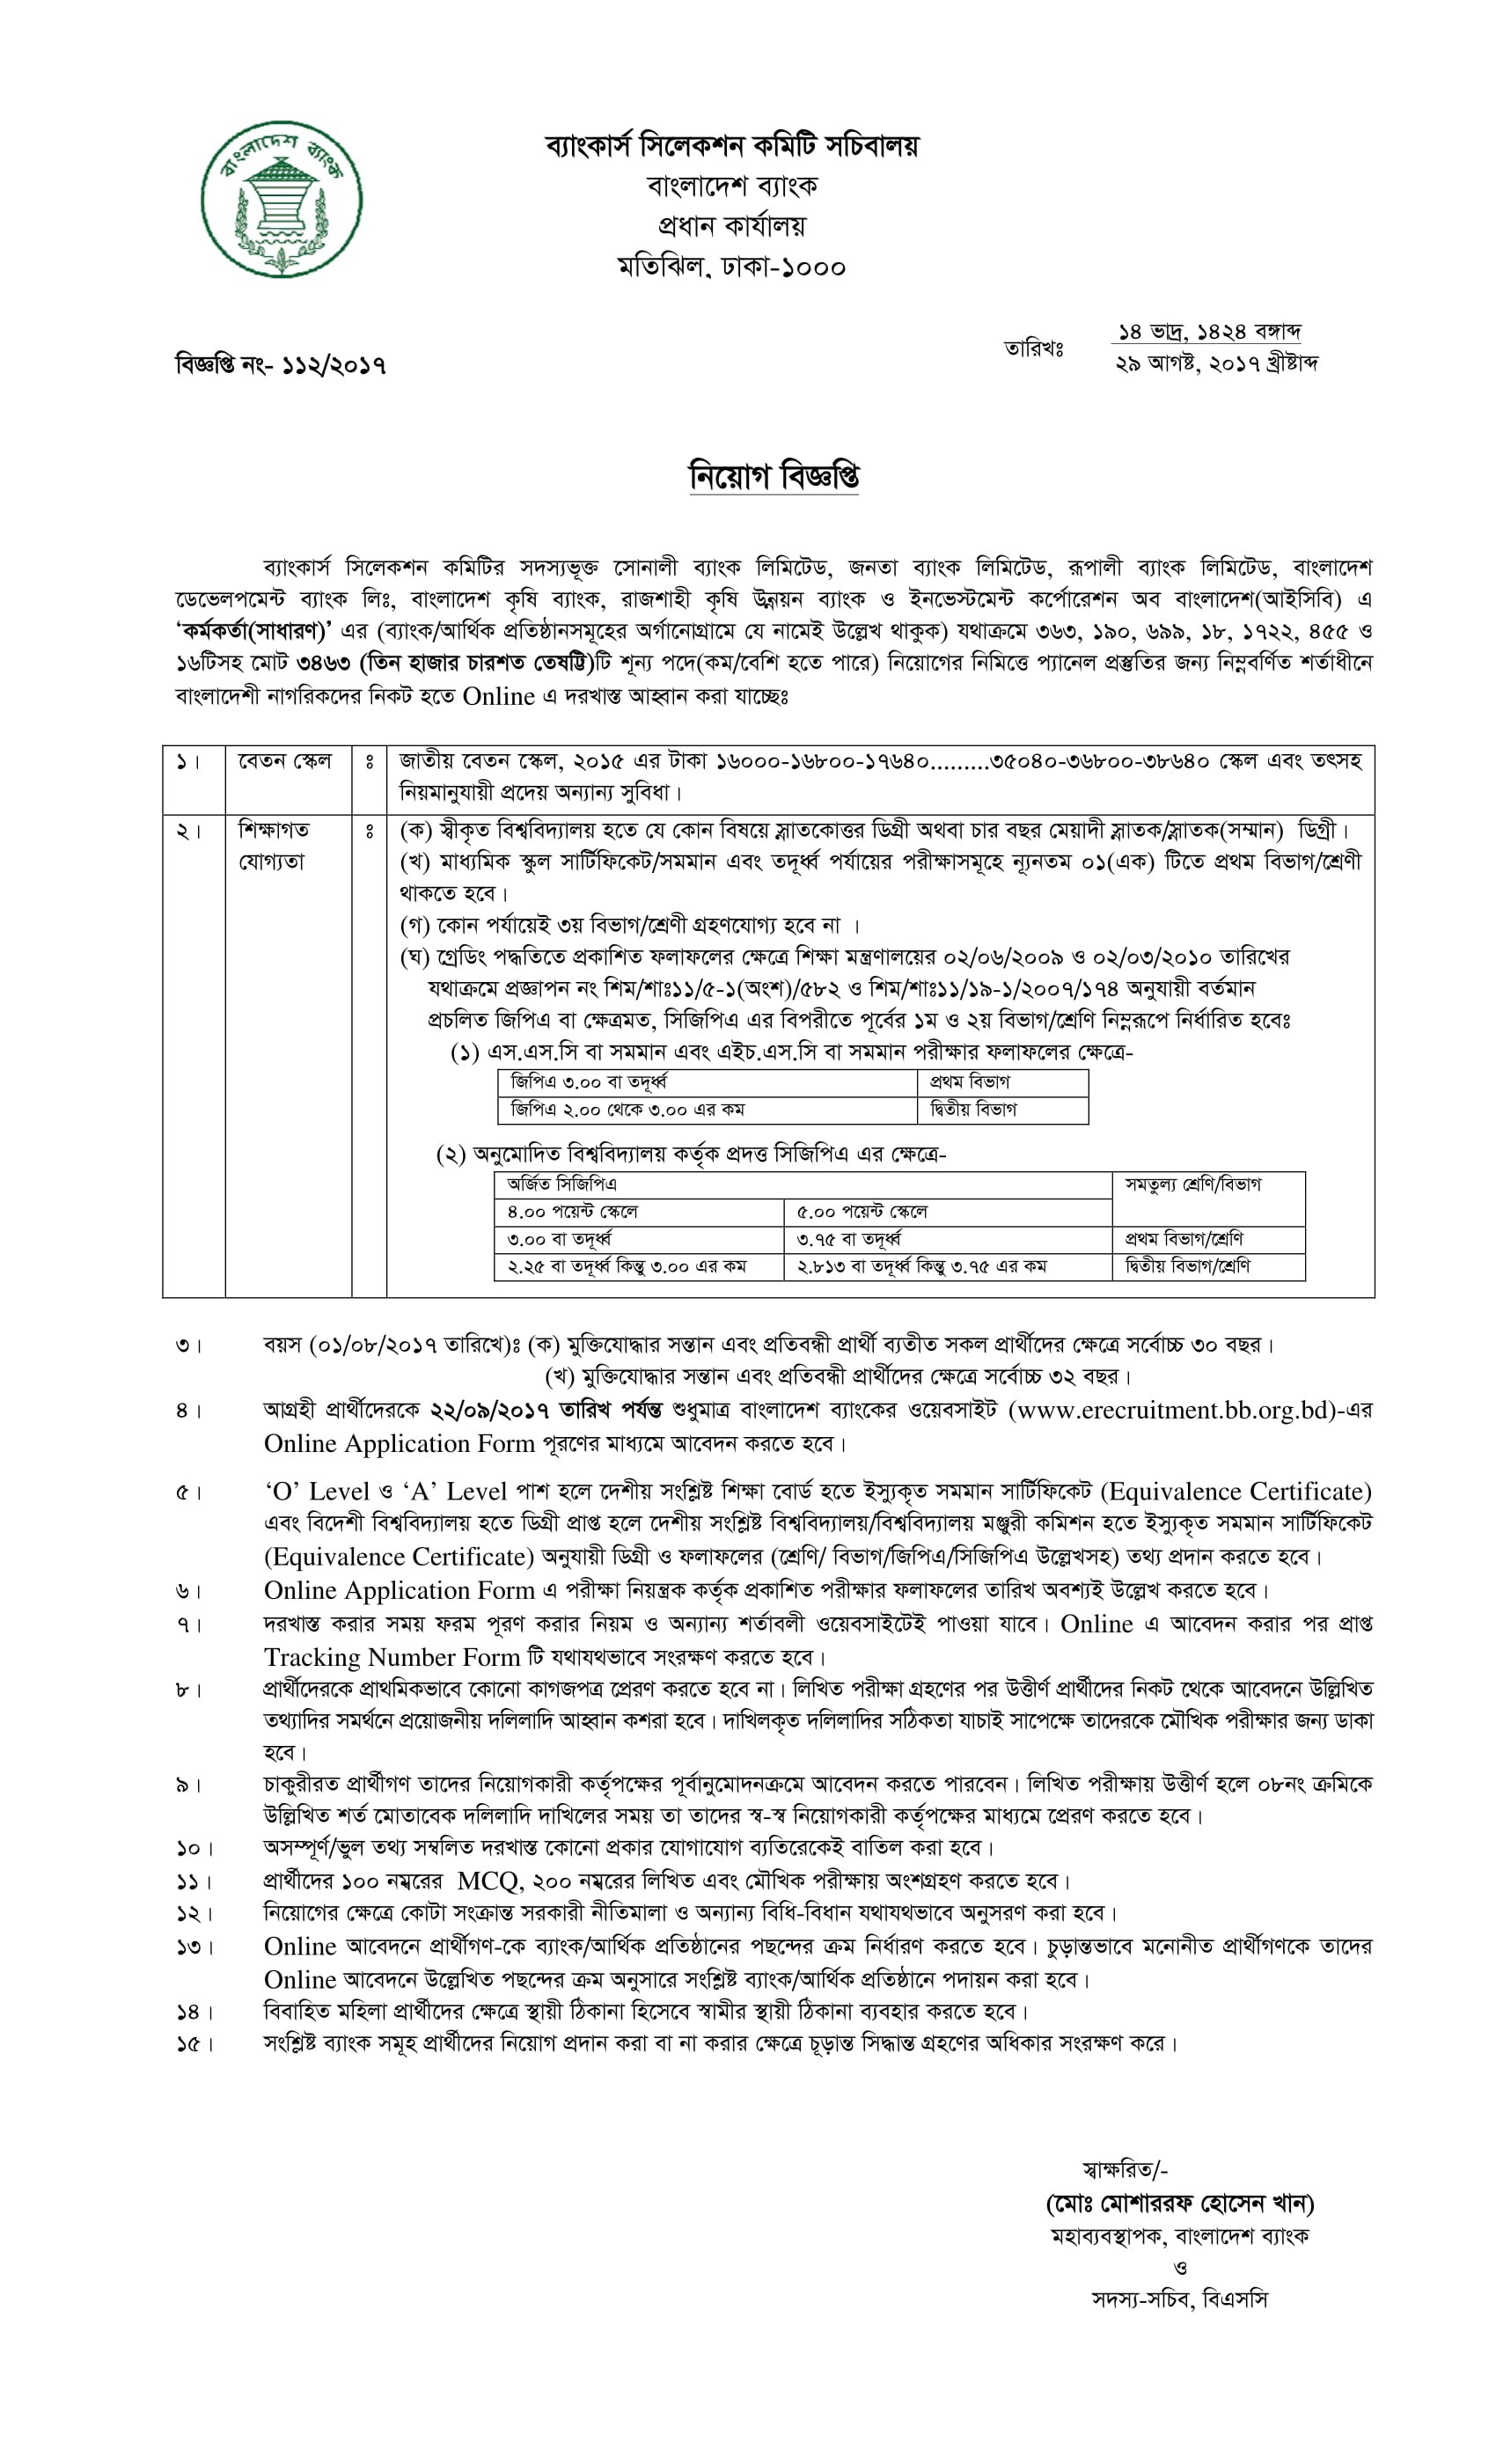 বাংলাদেশ ব্যাংক
ব্যাংকার্স সিলেকশন কমিটি সচিবালয়
বাংলাদেশ ব্যাংক
প্রধান কার্যালয়
মতিঝিল, ঢাকা-১০০০
বিজ্ঞপ্তি নং- ১১২/২০১৭
তারিখঃ
১৪ ভাদ্র, ১৪২৪ বঙ্গাব্দ
২৯ আগষ্ট, ২০১৭ খ্রীষ্টাব্দ
নিয়োগ বিজ্ঞপ্তি
ব্যাংকার্স সিলেকশন কমিটির সদস্যভূক্ত সোনালী ব্যাংক লিমিটেড, জনতা ব্যাংক লিমিটেড, রূপালী ব্যাংক লিমিটেড, বাংলাদেশ
ডেভেলপমেন্ট ব্যাংক লিঃ, বাংলাদেশ কৃষি ব্যাংক, রাজশাহী কৃষি উন্নয়ন ব্যাংক ও ইনভেস্টমেন্ট কর্পোরেশন অব বাংলাদেশ(আইসিবি) এ
‘কর্মকর্তা(সাধারণ)’ এর (ব্যাংক/আর্থিক প্রতিষ্ঠানসমূহের অর্গানোগ্রামে যে নামেই উল্লেখ থাকুক) যথাক্রমে ৩৬৩, ১৯০, ৬৯৯, ১৮, ১৭২২, ৪৫৫ ও
১৬টিসহ মোট ৩৪৬৩ (তিন হাজার চারশত তেষট্টি)টি শূন্য পদে(কম/বেশি হতে পারে) নিয়োগের নিমিত্তে প্যানেল প্রস্তুতির জন্য নিম্নবর্ণিত শর্তাধীনে
বাংলাদেশী নাগরিকদের নিকট হতে Online এ দরখাস্ত আহ্বান করা যাচ্ছেঃ
১। বেতন স্কেল ঃ জাতীয় বেতন স্কেল, ২০১৫ এর টাকা ১৬০০০-১৬৮০০-১৭৬৪০.........৩৫০৪০-৩৬৮০০-৩৮৬৪০ স্কেল এবং তৎসহ
নিয়মানুযায়ী প্রদেয় অন্যান্য সুবিধা।
২। শিক্ষাগত ঃ (ক) স্বীকৃত বিশ্ববিদ্যালয় হতে যে কোন বিষয়ে স্নাতকোত্তর ডিগ্রী অথবা চার বছর মেয়াদী স্নাতক/স্নাতক(সম্মান) ডিগ্রী।
যোগ্যতা (খ) মাধ্যমিক স্কুল সার্টিফিকেট/সমমান এবং তদূর্ধ্ব পর্যায়ের পরীক্ষাসমূহে ন্যূনতম ০১(এক) টিতে প্রথম বিভাগ/শ্রেণী
থাকতে হবে।
(গ) কোন পর্যায়েই ৩য় বিভাগ/শ্রেণী গ্রহণযোগ্য হবে না ।
(ঘ) গ্রেডিং পদ্ধতিতে প্রকাশিত ফলাফলের ক্ষেত্রে শিক্ষা মন্ত্রণালয়ের ০২/০৬/২০০৯ ও ০২/০৩/২০১০ তারিখের
যথাক্রমে প্রজ্ঞাপন নং শিম/শাঃ১১/৫-১(অংশ)/৫৮২ ও শিম/শাঃ১১/১৯-১/২০০৭/১৭৪ অনুযায়ী বর্তমান
প্রচলিত জিপিএ বা ক্ষেত্রমত, সিজিপিএ এর বিপরীতে পূর্বের ১ম ও ২য় বিভাগ/শ্রেণি নিম্নরূপে নির্ধারিত হবেঃ
(১) এস.এস.সি বা সমমান এবং এইচ.এস.সি বা সমমান পরীক্ষার ফলাফলের ক্ষেত্রে-
জিপিএ ৩.০০ বা তদূর্ধ্ব প্রথম বিভাগ
জিপিএ ২.০০ থেকে ৩.০০ এর কম দ্বিতীয় বিভাগ
(২) অনুমোদিত বিশ্ববিদ্যালয় কর্তৃক প্রদত্ত সিজিপিএ এর ক্ষেত্রে-
অর্জিত সিজিপিএ সমতুল্য শ্রেণি/বিভাগ
৪.০০ পয়েন্ট স্কেলে ৫.০০ পয়েন্ট স্কেলে
৩.০০ বা তদূর্ধ্ব ৩.৭৫ বা তদূর্ধ্ব প্রথম বিভাগ/শ্রেণি
২.২৫ বা তদূর্ধ্ব কিন্তু ৩.০০ এর কম ২.৮১৩ বা তদূর্ধ্ব কিন্তু ৩.৭৫ এর কম দ্বিতীয় বিভাগ/শ্রেণি
৩। বয়স (০১/০৮/২০১৭ তারিখে)ঃ (ক) মুক্তিযোদ্ধার সন্তান এবং প্রতিবন্ধী প্রার্থী ব্যতীত সকল প্রার্থীদের ক্ষেত্রে সর্বোচ্চ ৩০ বছর।
(খ) মুক্তিযোদ্ধার সন্তান এবং প্রতিবন্ধী প্রার্থীদের ক্ষেত্রে সর্বোচ্চ ৩২ বছর।
৪। আগ্রহী প্রার্থীদেরকে ২২/০৯/২০১৭ তারিখ পর্যন্ত শুধুমাত্র বাংলাদেশ ব্যাংকের ওয়েবসাইট (www.erecruitment.bb.org.bd)-এর
Online Application Form পূরণের মাধ্যমে আবেদন করতে হবে।
৫। ‘O’ Level ও ‘A’ Level পাশ হলে দেশীয় সংশ্লিষ্ট শিক্ষা বোর্ড হতে ইস্যুকৃত সমমান সার্টিফিকেট (Equivalence Certificate)
এবং বিদেশী বিশ্ববিদ্যালয় হতে ডিগ্রী প্রাপ্ত হলে দেশীয় সংশ্লিষ্ট বিশ্ববিদ্যালয়/বিশ্ববিদ্যালয় মঞ্জুরী কমিশন হতে ইস্যুকৃত সমমান সার্টিফিকেট
(Equivalence Certificate) অনুযায়ী ডিগ্রী ও ফলাফলের (শ্রেণি/ বিভাগ/জিপিএ/সিজিপিএ উল্লেখসহ) তথ্য প্রদান করতে হবে।
৬। Online Application Form এ পরীক্ষা নিয়ন্ত্রক কর্তৃক প্রকাশিত পরীক্ষার ফলাফলের তারিখ অবশ্যই উল্লেখ করতে হবে।
৭। দরখাস্ত করার সময় ফরম পূরণ করার নিয়ম ও অন্যান্য শর্তাবলী ওয়েবসাইটেই পাওয়া যাবে। Online এ আবেদন করার পর প্রাপ্ত
Tracking Number Form টি যথাযথভাবে সংরক্ষণ করতে হবে।
৮। প্রার্থীদেরকে প্রাথমিকভাবে কোনো কাগজপত্র প্রেরণ করতে হবে না। লিখিত পরীক্ষা গ্রহণের পর উত্তীর্ণ প্রার্থীদের নিকট থেকে আবেদনে উল্লিখিত
তথ্যাদির সমর্থনে প্রয়োজনীয় দলিলাদি আহ্বান কশরা হবে। দাখিলকৃত দলিলাদির সঠিকতা যাচাই সাপেক্ষে তাদেরকে মৌখিক পরীক্ষার জন্য ডাকা
হবে।
৯। চাকুরীরত প্রার্থীগণ তাদের নিয়োগকারী কর্তৃপক্ষের পূর্বানুমোদনক্রমে আবেদন করতে পারবেন। লিখিত পরীক্ষায় উত্তীর্ণ হলে ০৮নং ক্রমিকে
উল্লিখিত শর্ত মোতাবেক দলিলাদি দাখিলের সময় তা তাদের স্ব-স্ব নিয়োগকারী কর্তৃপক্ষের মাধ্যমে প্রেরণ করতে হবে।
১০। অসম্পূর্ণ/ভুল তথ্য সম্বলিত দরখাস্ত কোনো প্রকার যোগাযোগ ব্যতিরেকেই বাতিল করা হবে।
১১। প্রার্থীদের ১০০ নম্বরের MCQ, ২০০ নম্বরের লিখিত এবং মৌখিক পরীক্ষায় অংশগ্রহণ করতে হবে।
১২। নিয়োগের ক্ষেত্রে কোটা সংক্রান্ত সরকারী নীতিমালা ও অন্যান্য বিধি-বিধান যথাযথভাবে অনুসরণ করা হবে।
১৩। Online আবেদনে প্রার্থীগণ-কে ব্যাংক/আর্থিক প্রতিষ্ঠানের পছন্দের ক্রম নির্ধারণ করতে হবে। চুড়ান্তভাবে মনোনীত প্রার্থীগণকে তাদের
Online আবেদনে উল্লেখিত পছন্দের ক্রম অনুসারে সংশ্লিষ্ট ব্যাংক/আর্থিক প্রতিষ্ঠানে পদায়ন করা হবে।
১৪। বিবাহিত মহিলা প্রার্থীদের ক্ষেত্রে স্থায়ী ঠিকানা হিসেবে স্বামীর স্থায়ী ঠিকানা ব্যবহার করতে হবে।
১৫। সংশ্লিষ্ট ব্যাংক সমূহ প্রার্থীদের নিয়োগ প্রদান করা বা না করার ক্ষেত্রে চূড়ান্ত সিদ্ধান্ত গ্রহণের অধিকার সংরক্ষণ করে।
স্বাক্ষরিত/-
(মোঃ মোশাররফ হোসেন খান)
মহাব্যবস্থাপক, বাংলাদেশ ব্যাংক
ও
সদস্য-সচিব, বিএসসি